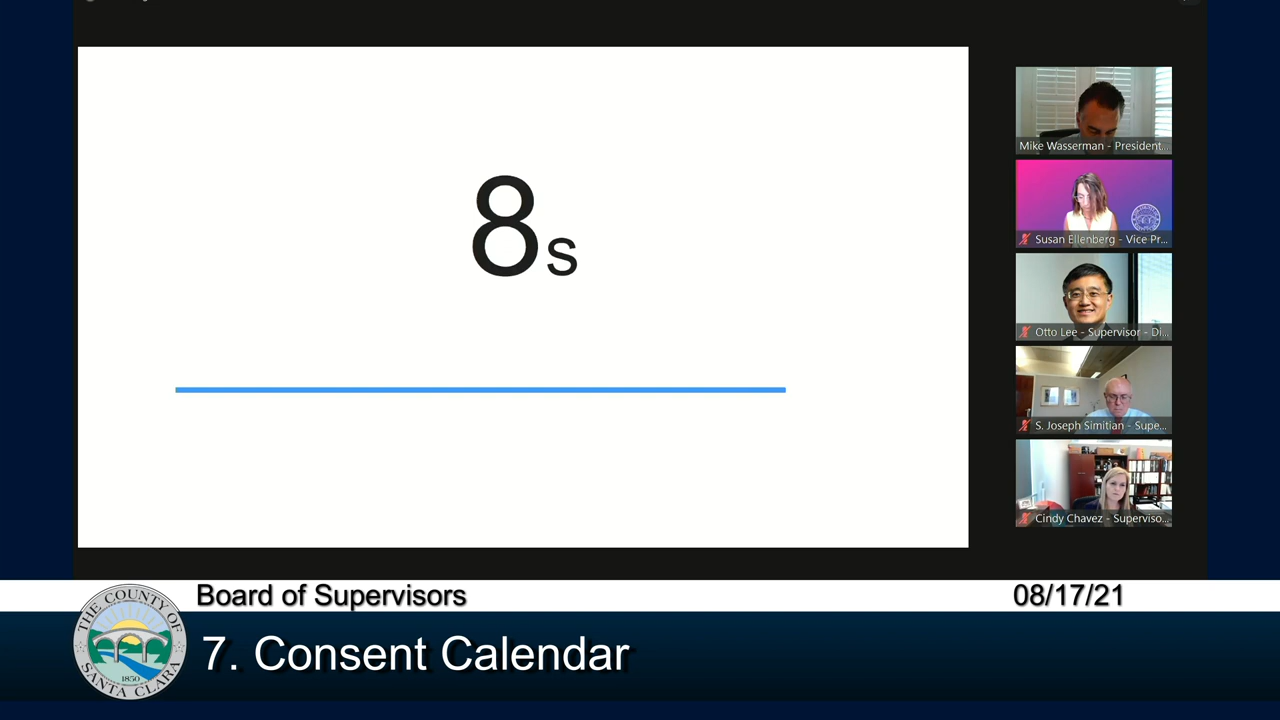 8s
Mike Wasserman - President...
Susan Ellenberg - Vice Pr...
Otto Lee - Supervisor - Di...
S. Joseph Simitian - Supe...
Cindy Chavez - Superviso...
Board of Supervisors
08/17/21
7. Consent Calendar
THE COUNTY OF
SANTA CLARA
1850